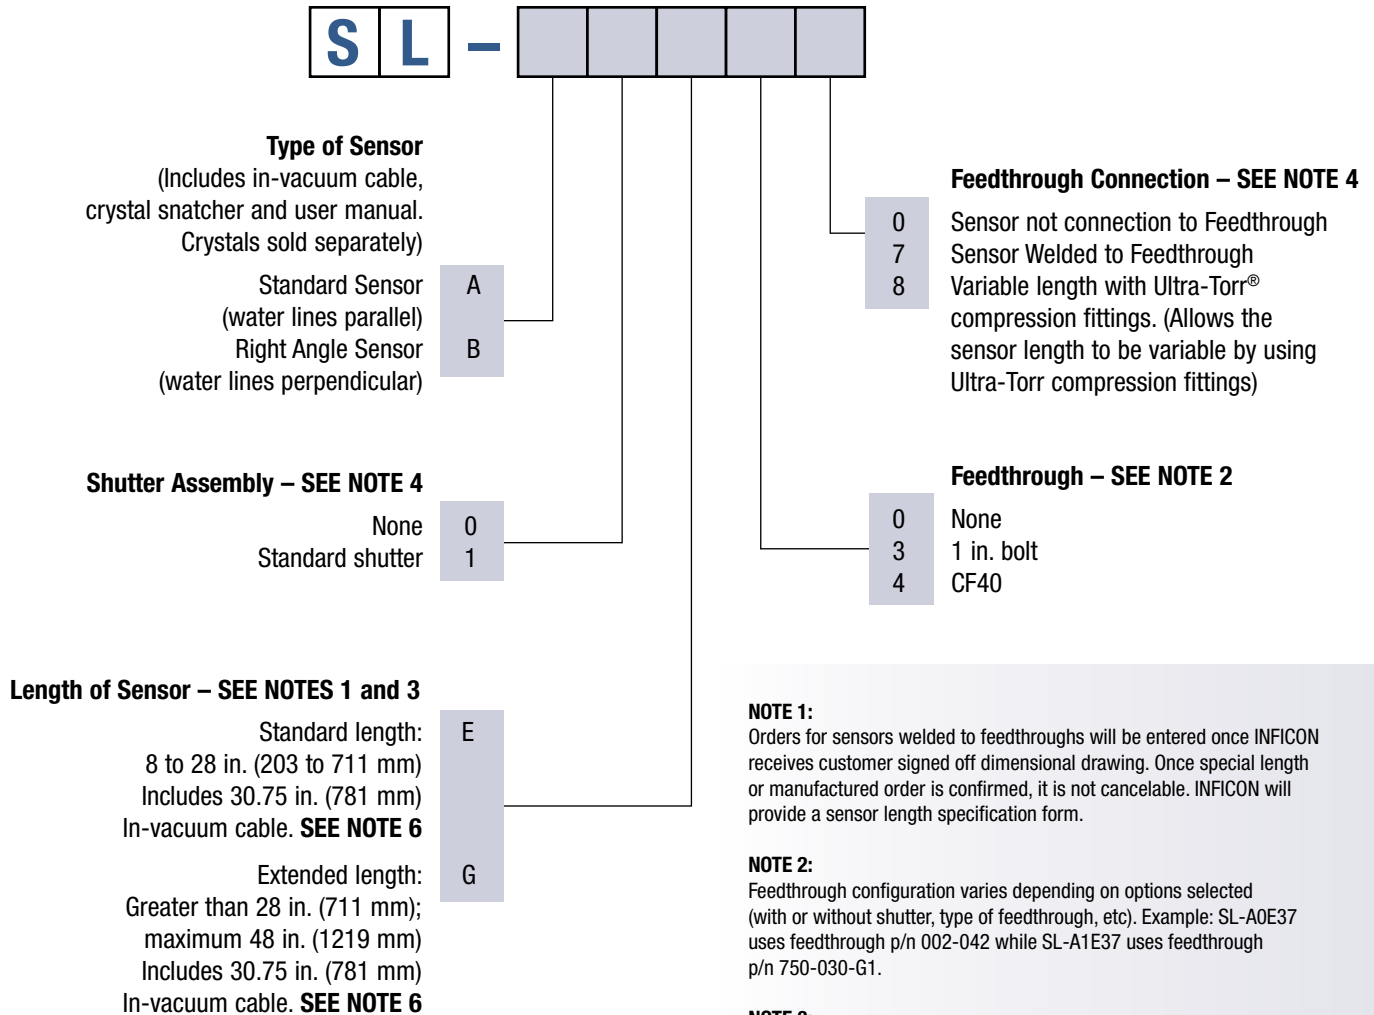 S L –
Type of Sensor
(Includes in-vacuum cable,
crystal snatcher and user manual.
Crystals sold separately)
Standard Sensor A
(water lines parallel)
Right Angle Sensor B
(water lines perpendicular)
Shutter Assembly – SEE NOTE 4
None 0
Standard shutter 1
Length of Sensor – SEE NOTES 1 and 3
Standard length: E
8 to 28 in. (203 to 711 mm)
Includes 30.75 in. (781 mm)
In-vacuum cable. SEE NOTE 6
Extended length: G
Greater than 28 in. (711 mm);
maximum 48 in. (1219 mm)
Includes 30.75 in. (781 mm)
In-vacuum cable. SEE NOTE 6
Feedthrough Connection – SEE NOTE 4
0 Sensor not connection to Feedthrough
7 Sensor Welded to Feedthrough
8 Variable length with Ultra-Torr®
compression fittings. (Allows the
sensor length to be variable by using
Ultra-Torr compression fittings)
Feedthrough – SEE NOTE 2
0 None
3 1 in. bolt
4 CF40
NOTE 1:
Orders for sensors welded to feedthroughs will be entered once INFICON
receives customer signed off dimensional drawing. Once special length
or manufactured order is confirmed, it is not cancelable. INFICON will
provide a sensor length specification form.
NOTE 2:
Feedthrough configuration varies depending on options selected
(with or without shutter, type of feedthrough, etc). Example: SL-A0E37
uses feedthrough p/n 002-042 while SL-A1E37 uses feedthrough
p/n 750-030-G1.